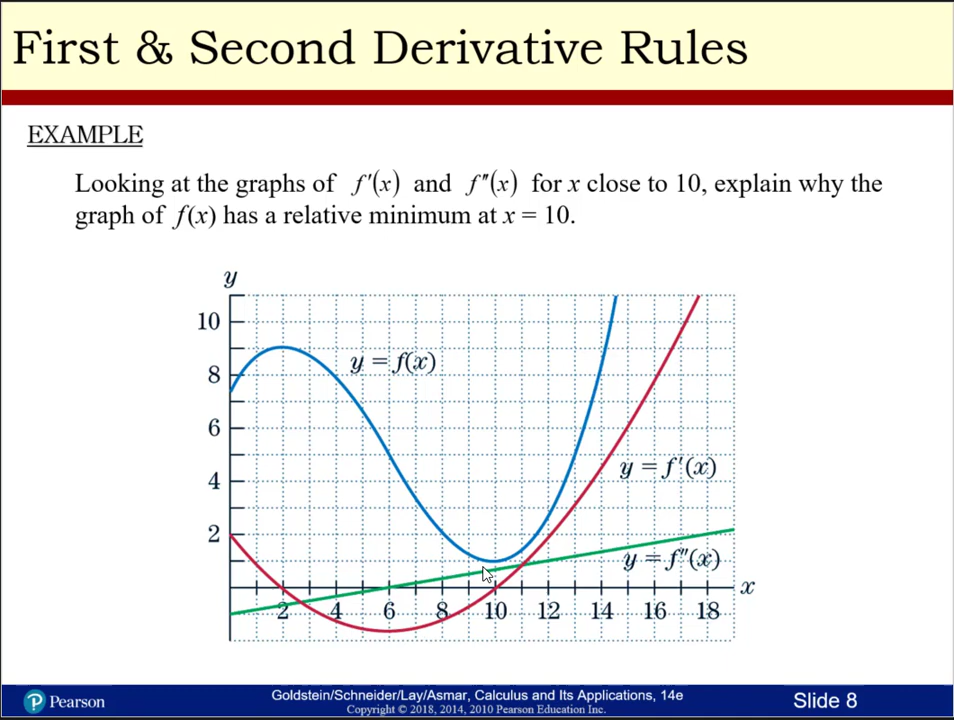 First & Second Derivative Rules
EXAMPLE
Looking at the graphs of f′(x) and f″(x) for x close to 10, explain why the
graph of f(x) has a relative minimum at x = 10.
y
10
8
6
4
2
y = f(x)
y = f′(x)
y = f″(x)
x
2 4 6 8 10 12 14 16 18
Pearson
Goldstein/Schneider/Lay/Asmar, Calculus and Its Applications, 14e
Copyright © 2018, 2014, 2010 Pearson Education Inc.
Slide 8